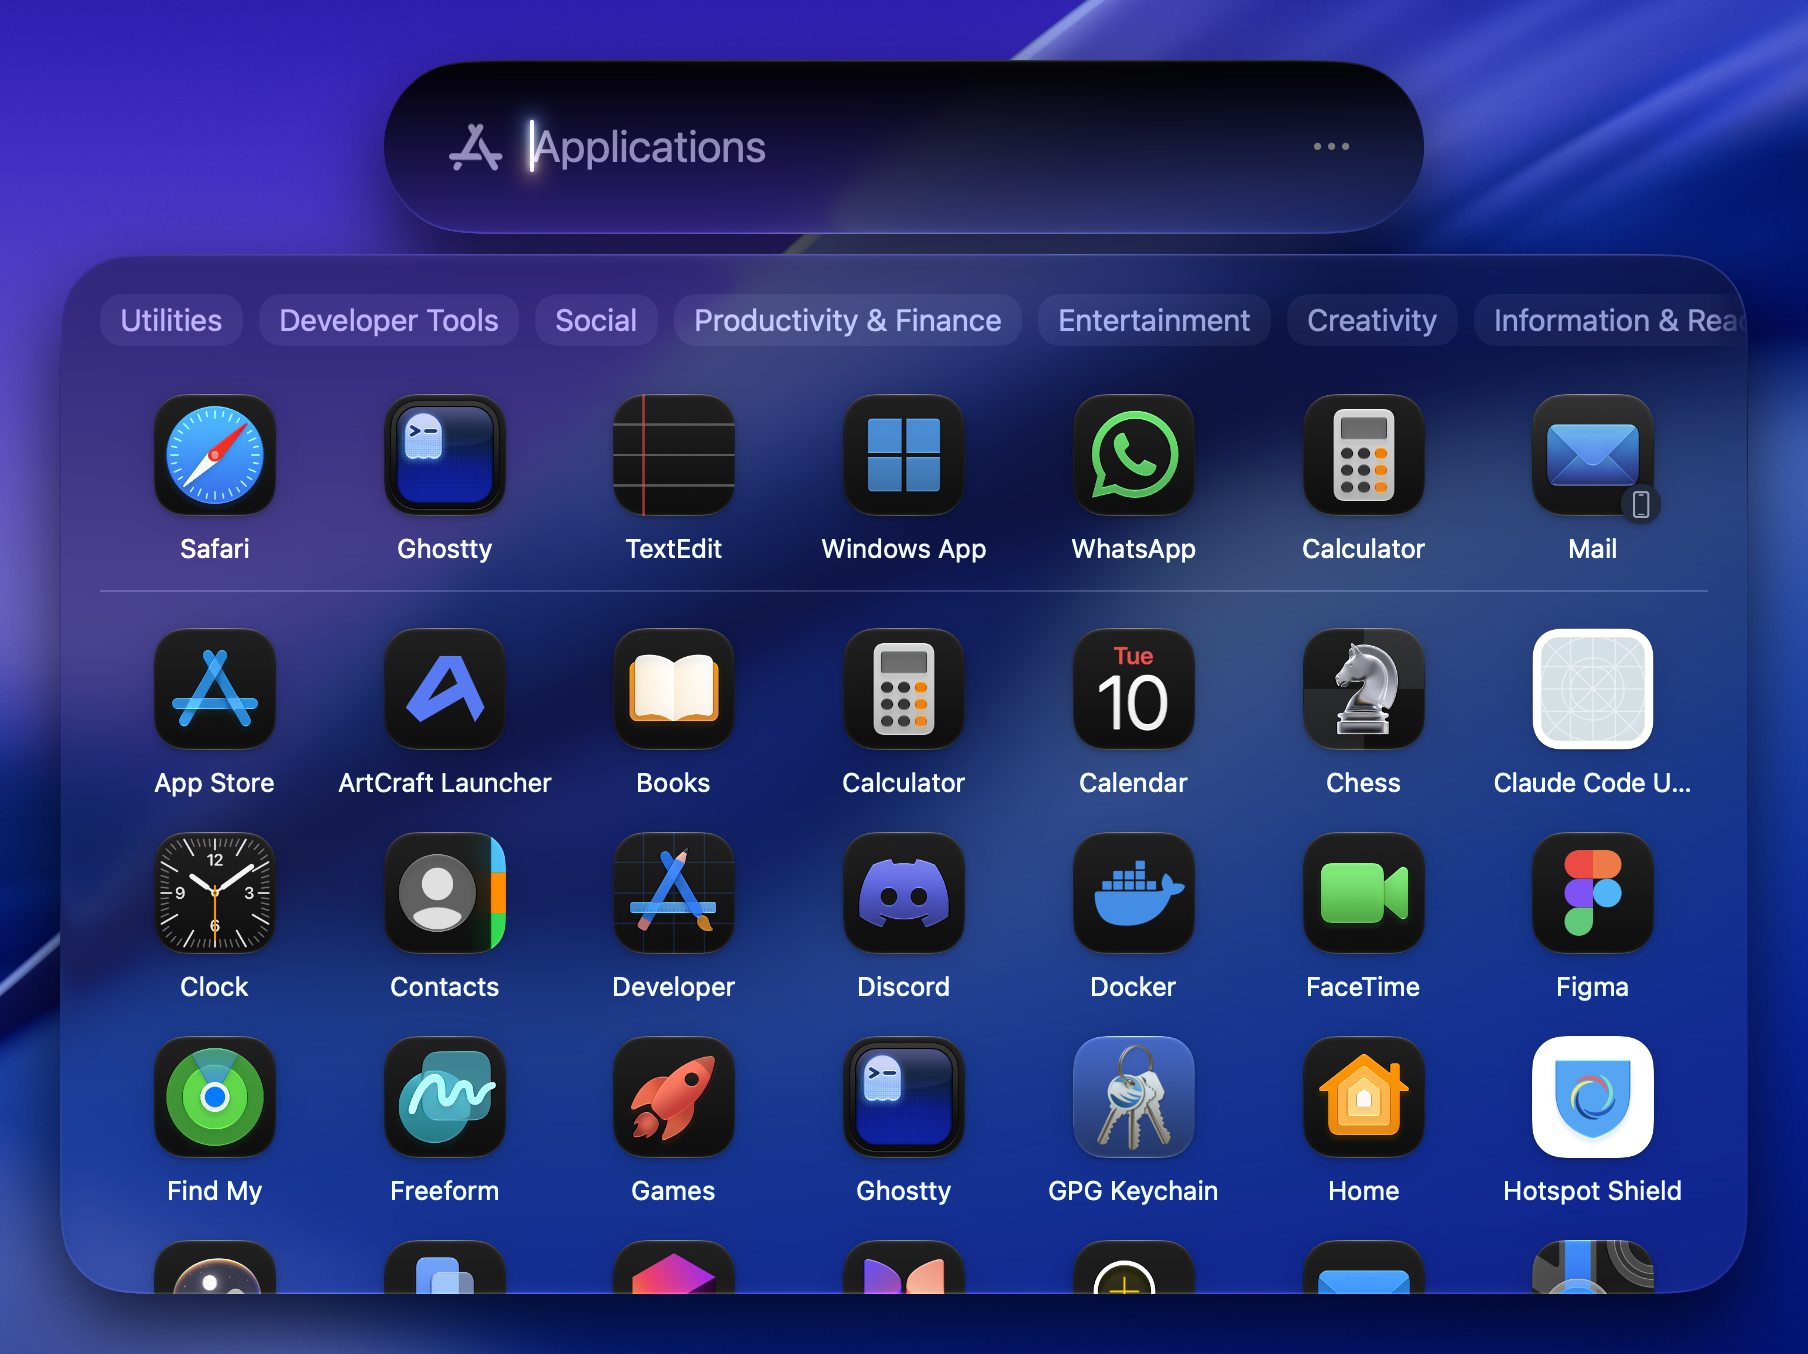 Applications
Utilities Developer Tools Social Productivity & Finance Entertainment Creativity Information &
Safari Ghostty TextEdit Windows App WhatsApp Calculator Mail
Tue
10
App Store ArtCraft Launcher Books Calculator Calendar Chess Claude Code U...
12
9 3
6
Clock Contacts Developer Discord Docker FaceTime Figma
Find My Freeform Games Ghostty GPG Keychain Home Hotspot Shield